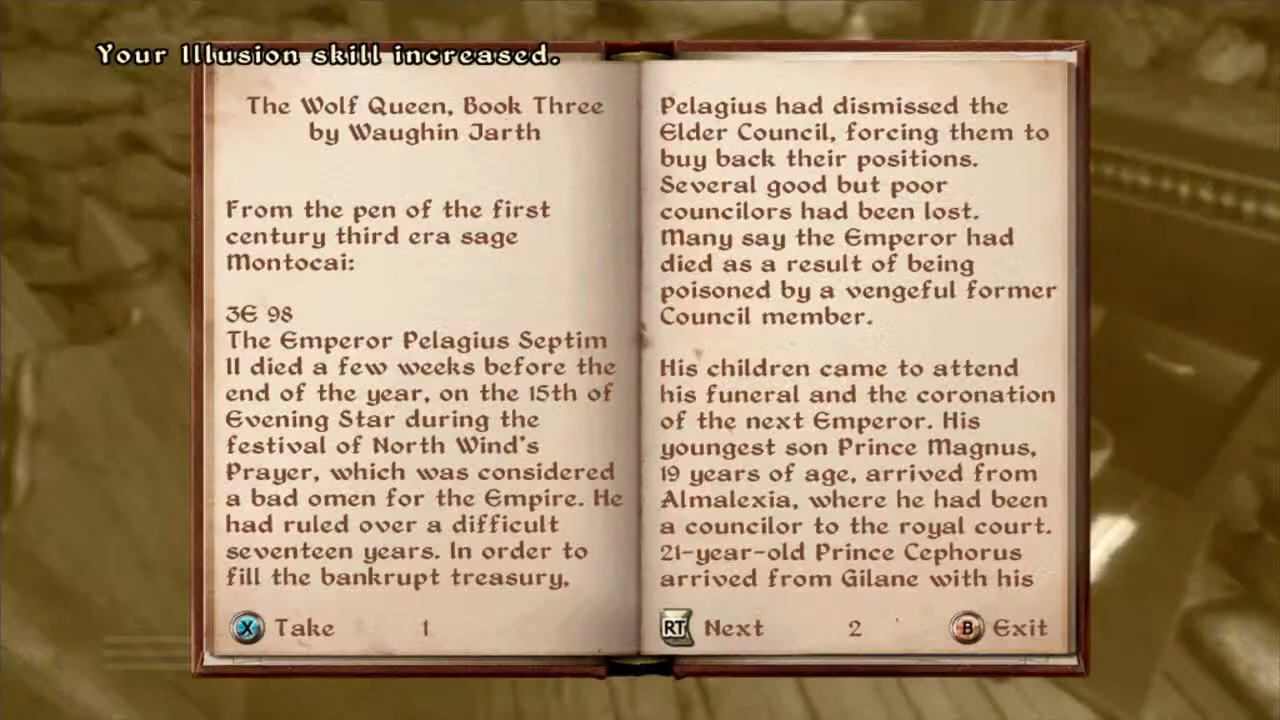 Your Illusion skill increased.
The Wolf Queen, Book Three
by Waughin Jarth
From the pen of the first
century third era sage
Montocai:
3E 98
The Emperor Pelagius Septim
II died a few weeks before the
end of the year, on the 15th of
Evening Star during the
festival of North Wind's
Prayer, which was considered
a bad omen for the Empire. He
had ruled over a difficult
seventeen years. In order to
fill the bankrupt treasury,
Pelagius had dismissed the
Elder Council, forcing them to
buy back their positions.
Several good but poor
councilors had been lost.
Many say the Emperor had
died as a result of being
poisoned by a vengeful former
Council member.
His children came to attend
his funeral and the coronation
of the next Emperor. His
youngest son Prince Magnus,
19 years of age, arrived from
Almalexia, where he had been
a councilor to the royal court.
21-year-old Prince Cephorus
arrived from Gilane with his
X Take 1
RT Next 2 B Exit